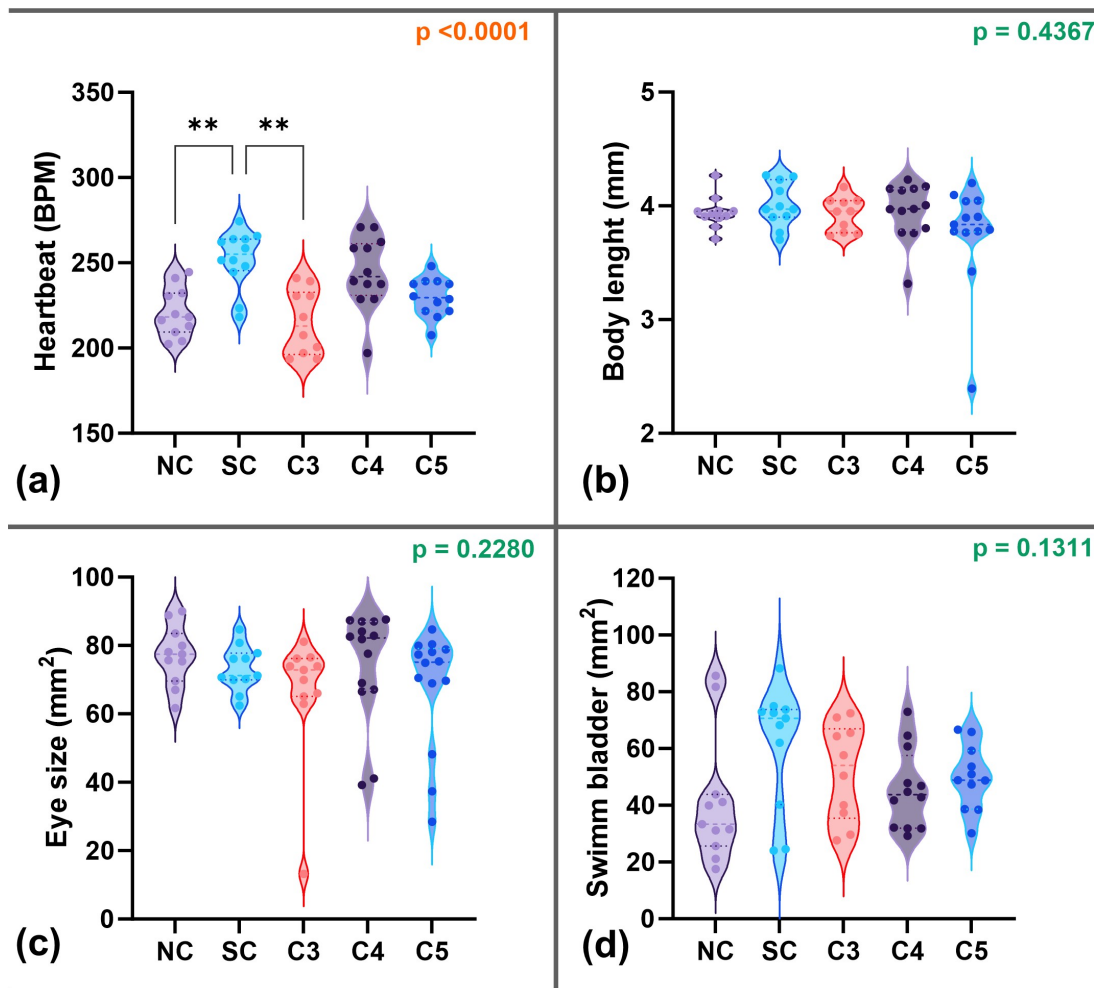 p <0.0001
Heartbeat (BPM)
350
300
250
200
150
** **
NC SC C3 C4 C5
(a)
p = 0.4367
Body lenght (mm)
5
4
3
2
NC SC C3 C4 C5
(b)
p = 0.2280
Eye size (mm²)
100
80
60
40
20
0
NC SC C3 C4 C5
(c)
p = 0.1311
Swimm bladder (mm²)
120
100
80
60
40
20
0
NC SC C3 C4 C5
(d)